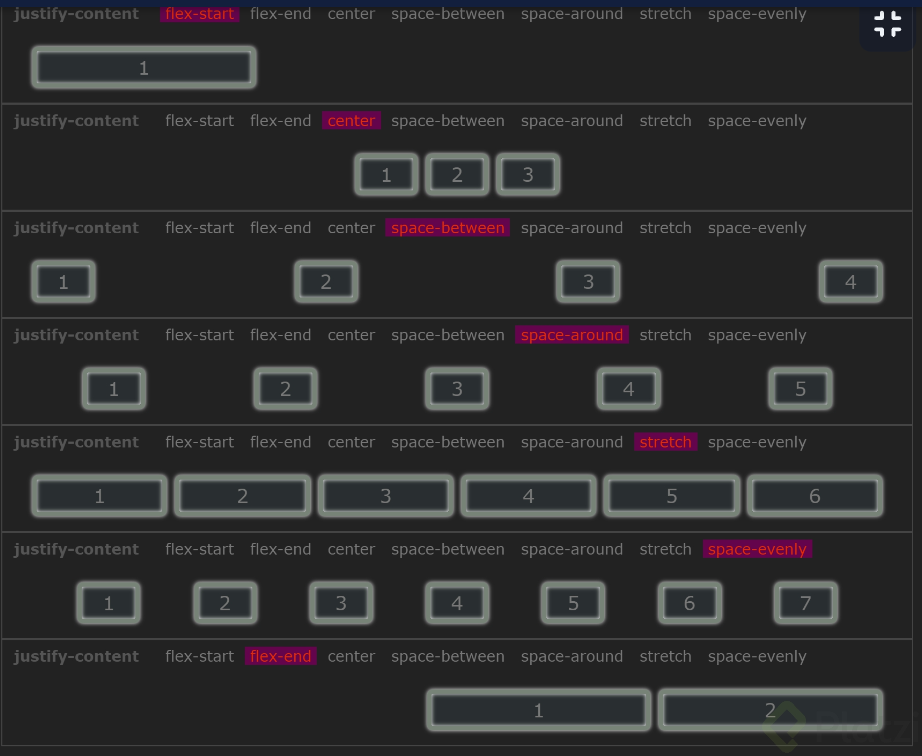 justify-content flex-start flex-end center space-between space-around stretch space-evenly
1
justify-content flex-start flex-end center space-between space-around stretch space-evenly
1 2 3
justify-content flex-start flex-end center space-between space-around stretch space-evenly
1 2 3 4
justify-content flex-start flex-end center space-between space-around stretch space-evenly
1 2 3 4 5
justify-content flex-start flex-end center space-between space-around stretch space-evenly
1 2 3 4 5 6
justify-content flex-start flex-end center space-between space-around stretch space-evenly
1 2 3 4 5 6 7
justify-content flex-start flex-end center space-between space-around stretch space-evenly
1 2